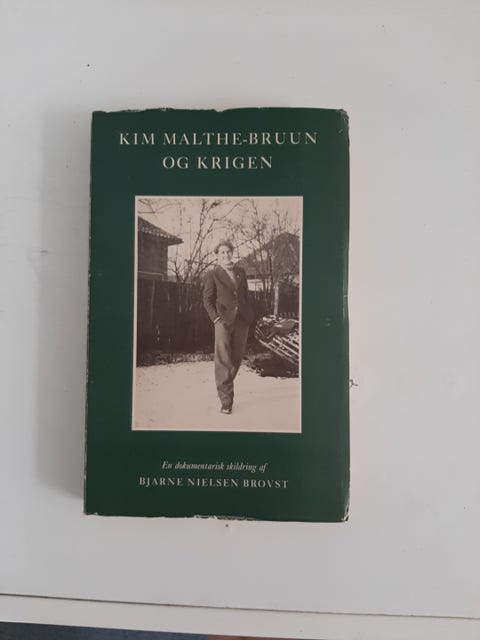 KIM MALTHE-BRUUN
OG KRIGEN
En dokumentarisk skildring af
BJARNE NIELSEN BROVST